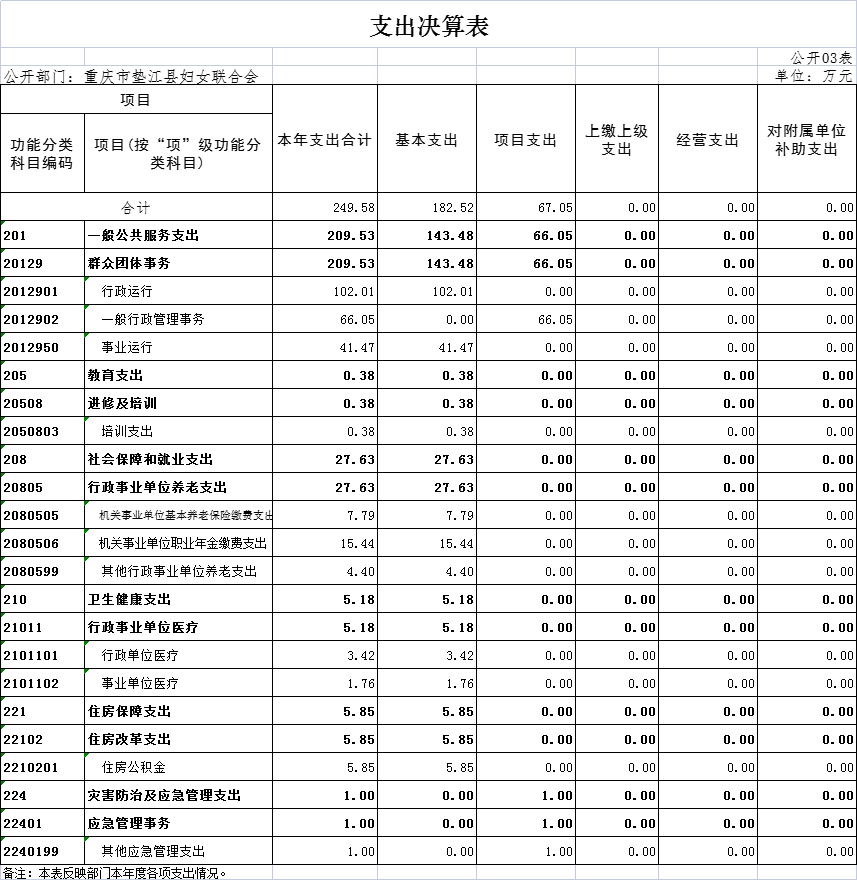 支出决算表
公开03表
公开部门：重庆市垫江县妇女联合会 单位：万元
项目 本年支出合计 基本支出 项目支出 上缴上级支出 经营支出 对附属单位补助支出
功能分类科目编码 项目(按“项”级功能分类科目)
合计 249.58 182.52 67.05 0.00 0.00 0.00
201 一般公共服务支出 209.53 143.48 66.05 0.00 0.00 0.00
20129 群众团体事务 209.53 143.48 66.05 0.00 0.00 0.00
2012901 行政运行 102.01 102.01 0.00 0.00 0.00 0.00
2012902 一般行政管理事务 66.05 0.00 66.05 0.00 0.00 0.00
2012950 事业运行 41.47 41.47 0.00 0.00 0.00 0.00
205 教育支出 0.38 0.38 0.00 0.00 0.00 0.00
20508 进修及培训 0.38 0.38 0.00 0.00 0.00 0.00
2050803 培训支出 0.38 0.38 0.00 0.00 0.00 0.00
208 社会保障和就业支出 27.63 27.63 0.00 0.00 0.00 0.00
20805 行政事业单位养老支出 27.63 27.63 0.00 0.00 0.00 0.00
2080505 机关事业单位基本养老保险缴费支出 7.79 7.79 0.00 0.00 0.00 0.00
2080506 机关事业单位职业年金缴费支出 15.44 15.44 0.00 0.00 0.00 0.00
2080599 其他行政事业单位养老支出 4.40 4.40 0.00 0.00 0.00 0.00
210 卫生健康支出 5.18 5.18 0.00 0.00 0.00 0.00
21011 行政事业单位医疗 5.18 5.18 0.00 0.00 0.00 0.00
2101101 行政单位医疗 3.42 3.42 0.00 0.00 0.00 0.00
2101102 事业单位医疗 1.76 1.76 0.00 0.00 0.00 0.00
221 住房保障支出 5.85 5.85 0.00 0.00 0.00 0.00
22102 住房改革支出 5.85 5.85 0.00 0.00 0.00 0.00
2210201 住房公积金 5.85 5.85 0.00 0.00 0.00 0.00
224 灾害防治及应急管理支出 1.00 0.00 1.00 0.00 0.00 0.00
22401 应急管理事务 1.00 0.00 1.00 0.00 0.00 0.00
2240199 其他应急管理支出 1.00 0.00 1.00 0.00 0.00 0.00
备注：本表反映部门本年度各项支出情况。